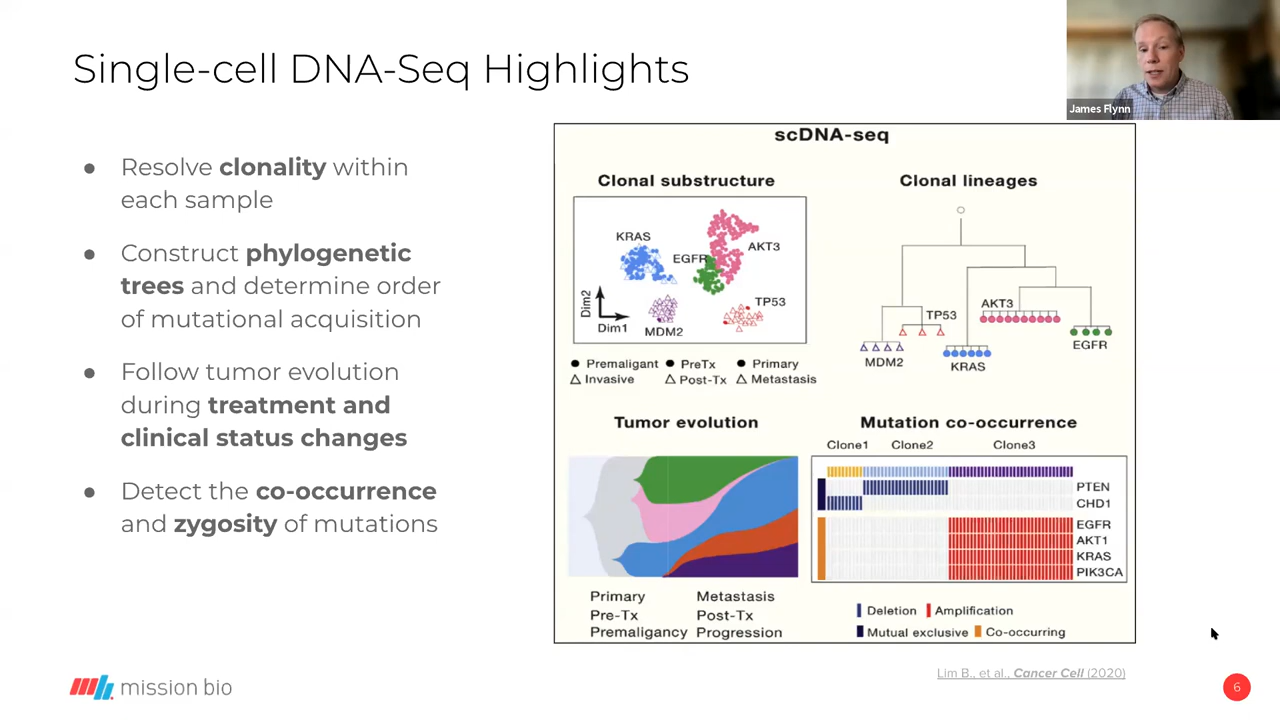 Single-cell DNA-Seq Highlights
James Flynn
● Resolve clonality within
each sample
● Construct phylogenetic
trees and determine order
of mutational acquisition
● Follow tumor evolution
during treatment and
clinical status changes
● Detect the co-occurrence
and zygosity of mutations
scDNA-seq
Clonal substructure
KRAS
EGFR
AKT3
TP53
MDM2
Dim2
Dim1
● Premaligant ● PreTx ● Primary
△ Invasive △ Post-Tx △ Metastasis
Clonal lineages
AKT3
TP53
MDM2
KRAS
EGFR
Tumor evolution
Primary Metastasis
Pre-Tx Post-Tx
Premaligancy Progression
Mutation co-occurrence
Clone1 Clone2 Clone3
PTEN
CHD1
EGFR
AKT1
KRAS
PIK3CA
Deletion Amplification
Mutual exclusive Co-occurring
Lim B., et al., Cancer Cell (2020)
mission bio
6